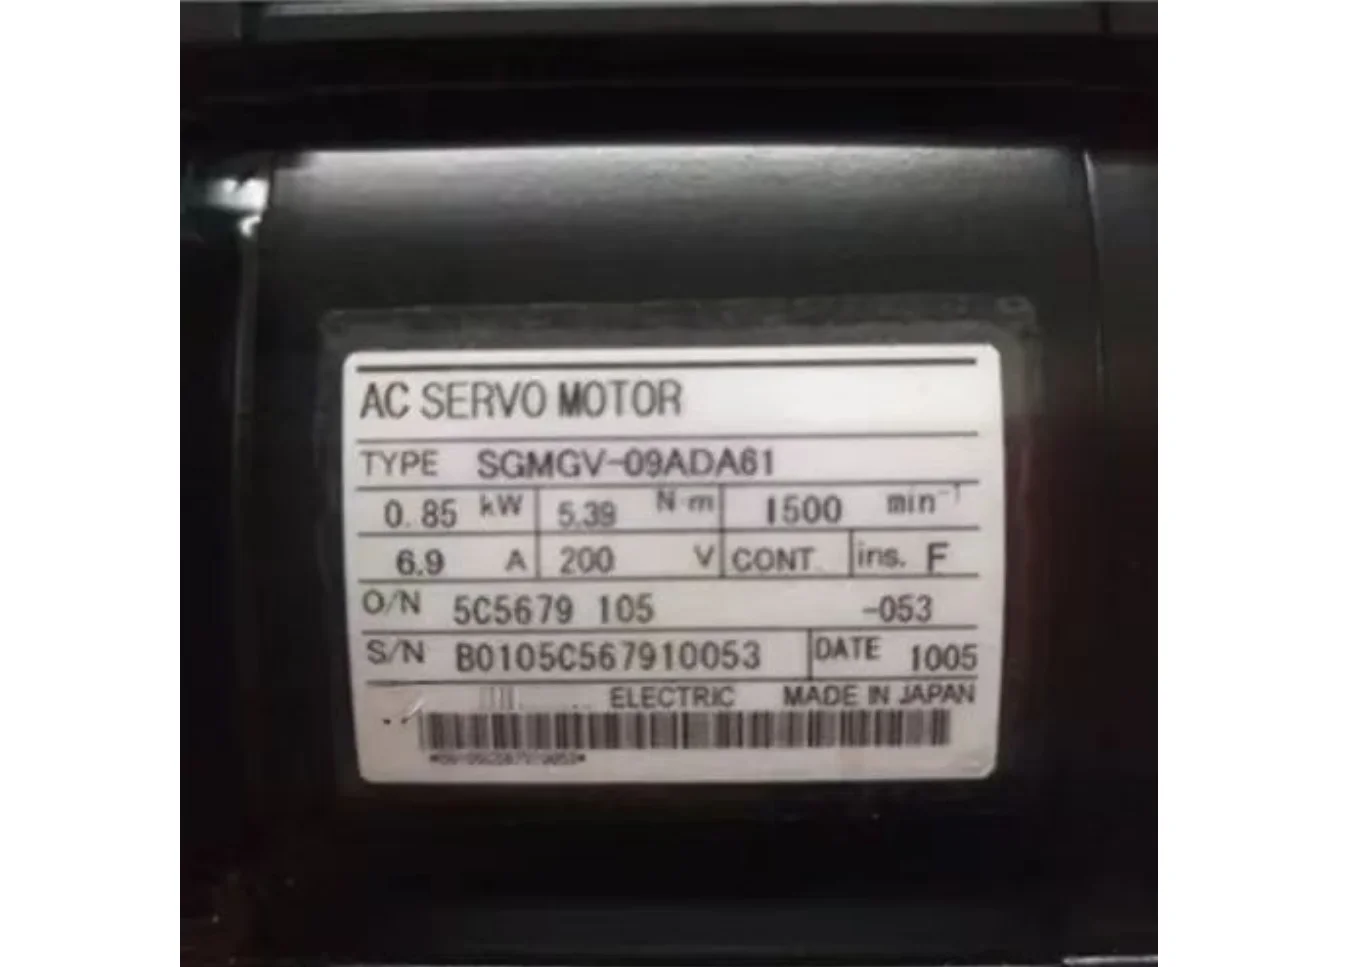 AC SERVO MOTOR
TYPE SGMGV-09ADA61
0.85 kW 5.39 N·m 1500 min⁻¹
6.9 A 200 V CONT. ins. F
O/N 5C5679 105 -053
S/N B0105C567910053 DATE 1005
ELECTRIC MADE IN JAPAN